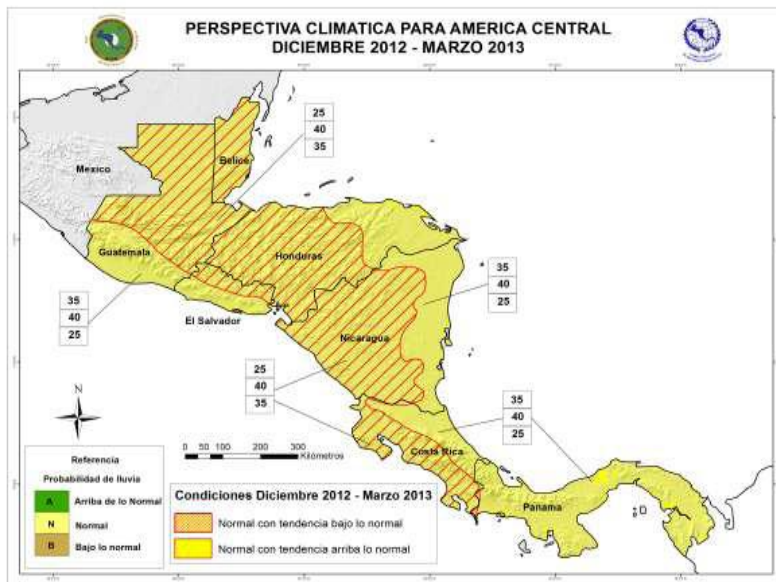 PERSPECTIVA CLIMATICA PARA AMERICA CENTRAL
DICIEMBRE 2012 - MARZO 2013
25
40
35
Mexico
Belice
Guatemala
Honduras
35
40
25
35
40
25
El Salvador
Nicaragua
25
40
35
35
40
25
N
0 50 100 200 300
Kilómetros
Costa Rica
Panama
Referencia
Probabilidad de lluvia
A Arriba de lo Normal
N Normal
B Bajo lo normal
Condiciones Diciembre 2012 - Marzo 2013
Normal con tendencia bajo lo normal
Normal con tendencia arriba lo normal